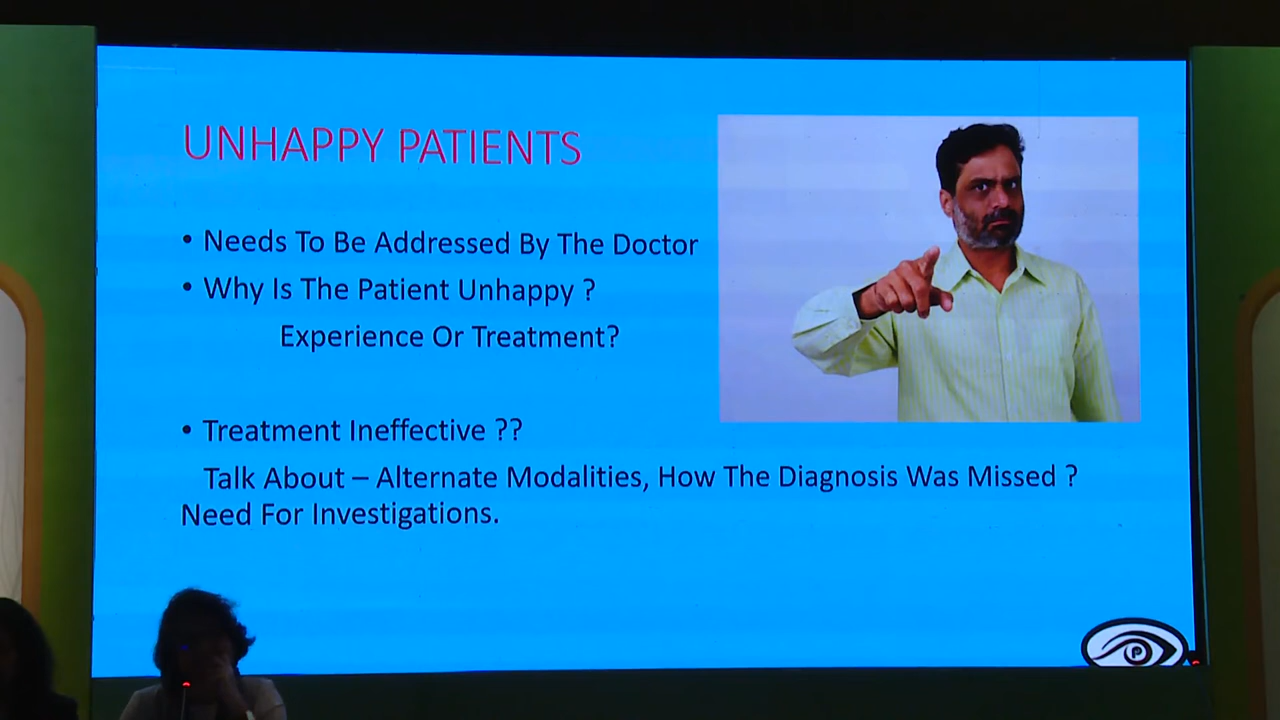 UNHAPPY PATIENTS
• Needs To Be Addressed By The Doctor
• Why Is The Patient Unhappy ?
Experience Or Treatment?
• Treatment Ineffective ??
Talk About – Alternate Modalities, How The Diagnosis Was Missed ?
Need For Investigations.
P